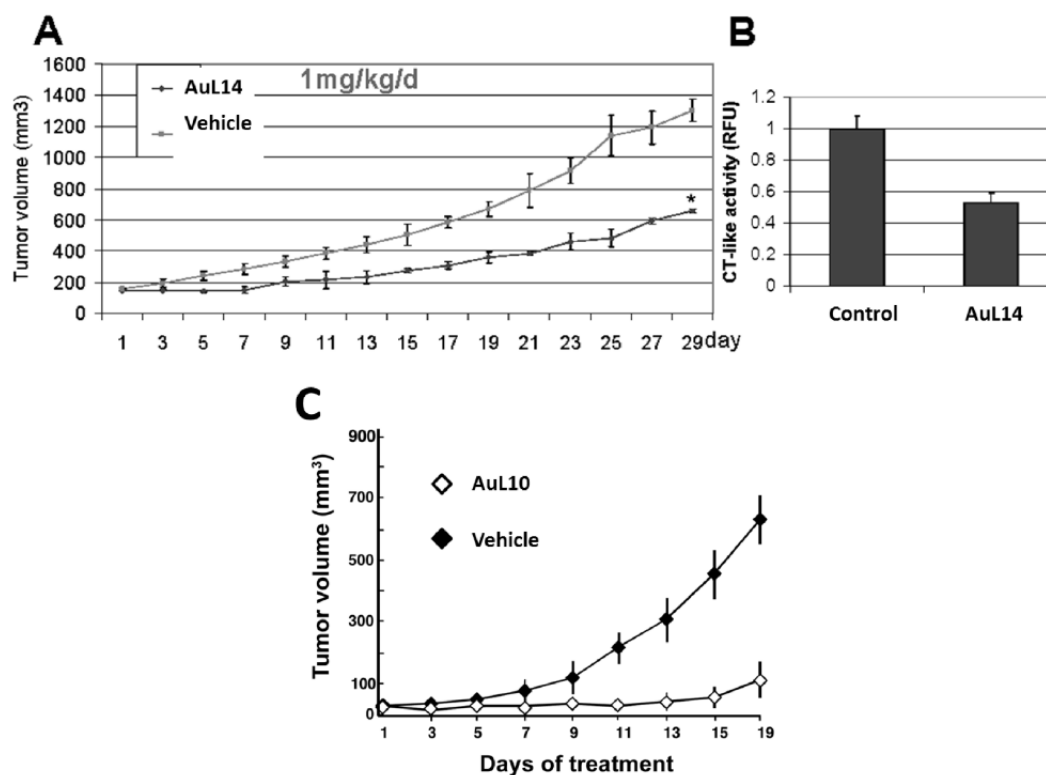 A
1mg/kg/d
AuL14
Vehicle
Tumor volume (mm3)
1600
1400
1200
1000
800
600
400
200
0
*
1 3 5 7 9 11 13 15 17 19 21 23 25 27 29 day
B
CT-like activity (RFU)
1.2
1
0.8
0.6
0.4
0.2
0
Control AuL14
C
Tumor volume (mm³)
900
700
500
300
100
0
AuL10
Vehicle
1 3 5 7 9 11 13 15 19
Days of treatment